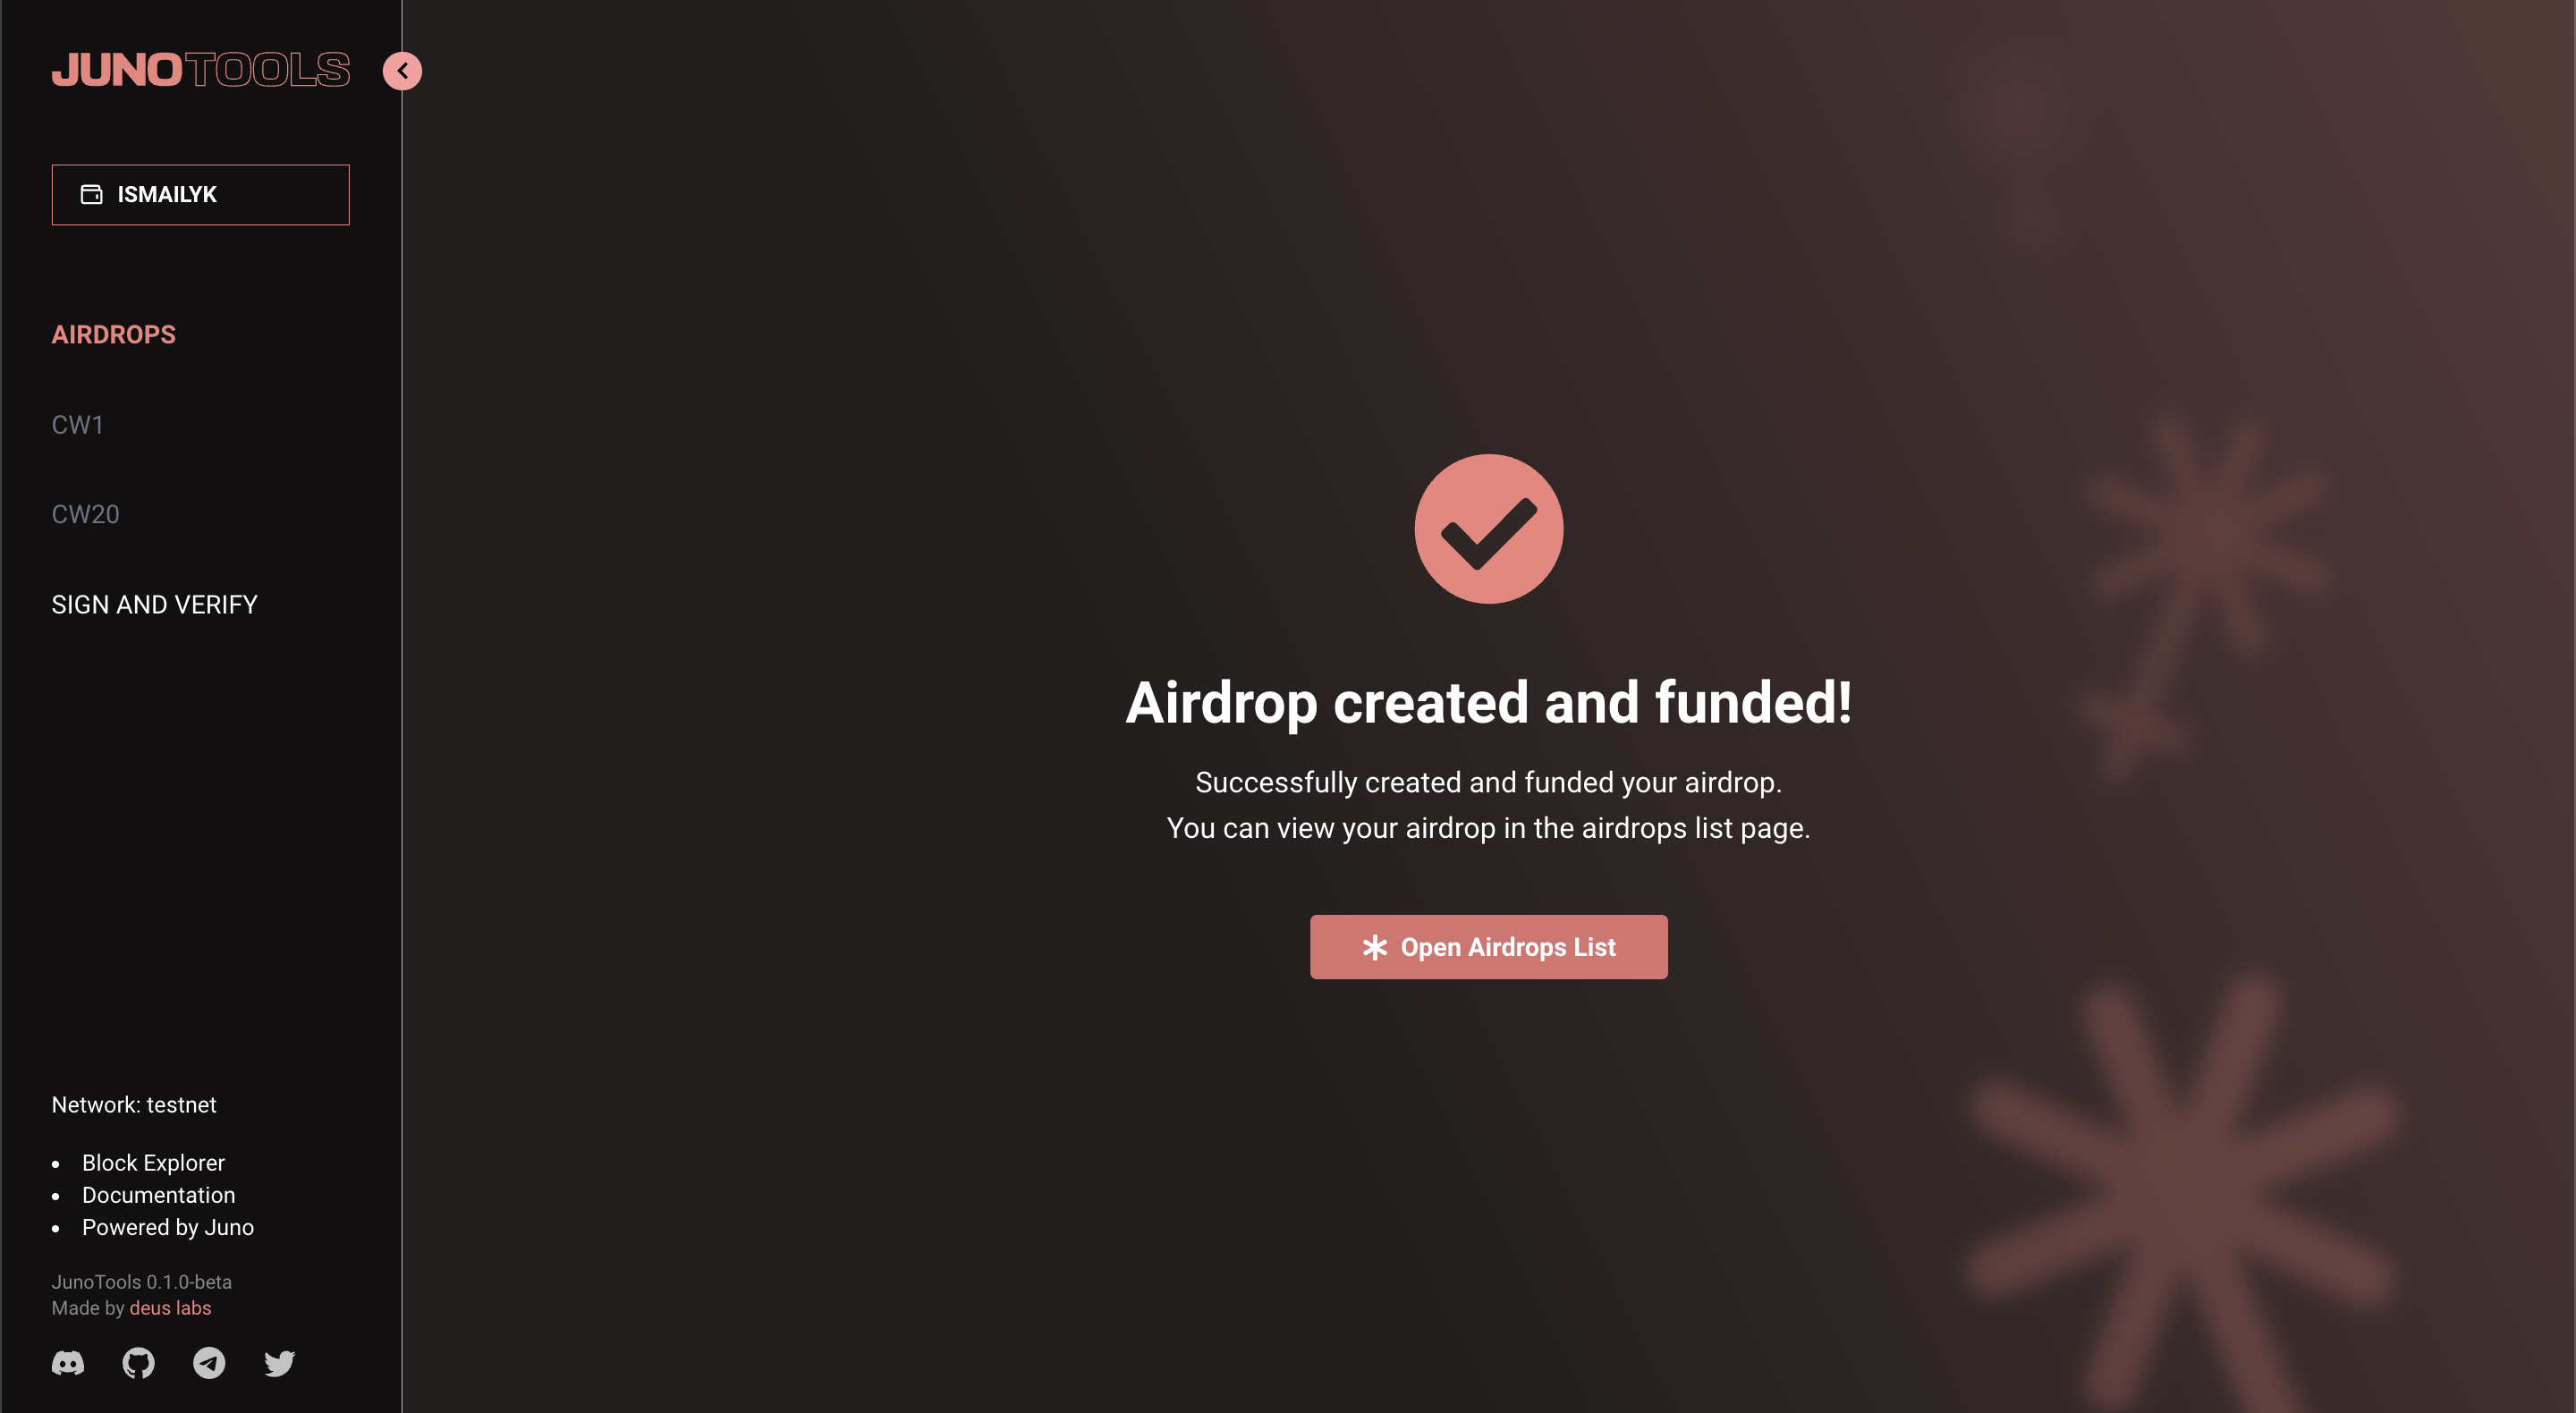 JUNOTOOLS
ISMAILYK
AIRDROPS
CW1
CW20
SIGN AND VERIFY
Network: testnet
Block Explorer
Documentation
Powered by Juno
JunoTools 0.1.0-beta
Made by deus labs
Airdrop created and funded!
Successfully created and funded your airdrop.
You can view your airdrop in the airdrops list page.
Open Airdrops List